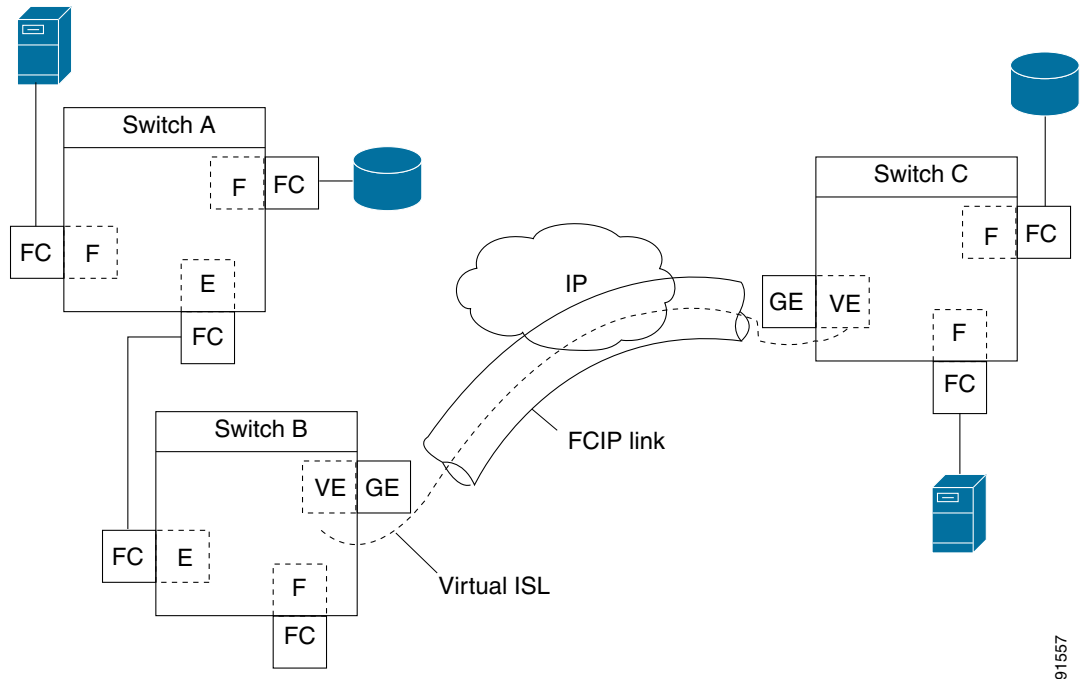 Switch A
F FC
FC F
E
FC
Switch B
VE GE
FC E
F
FC
IP
FCIP link
Virtual ISL
Switch C
F FC
GE VE
F
FC
91557